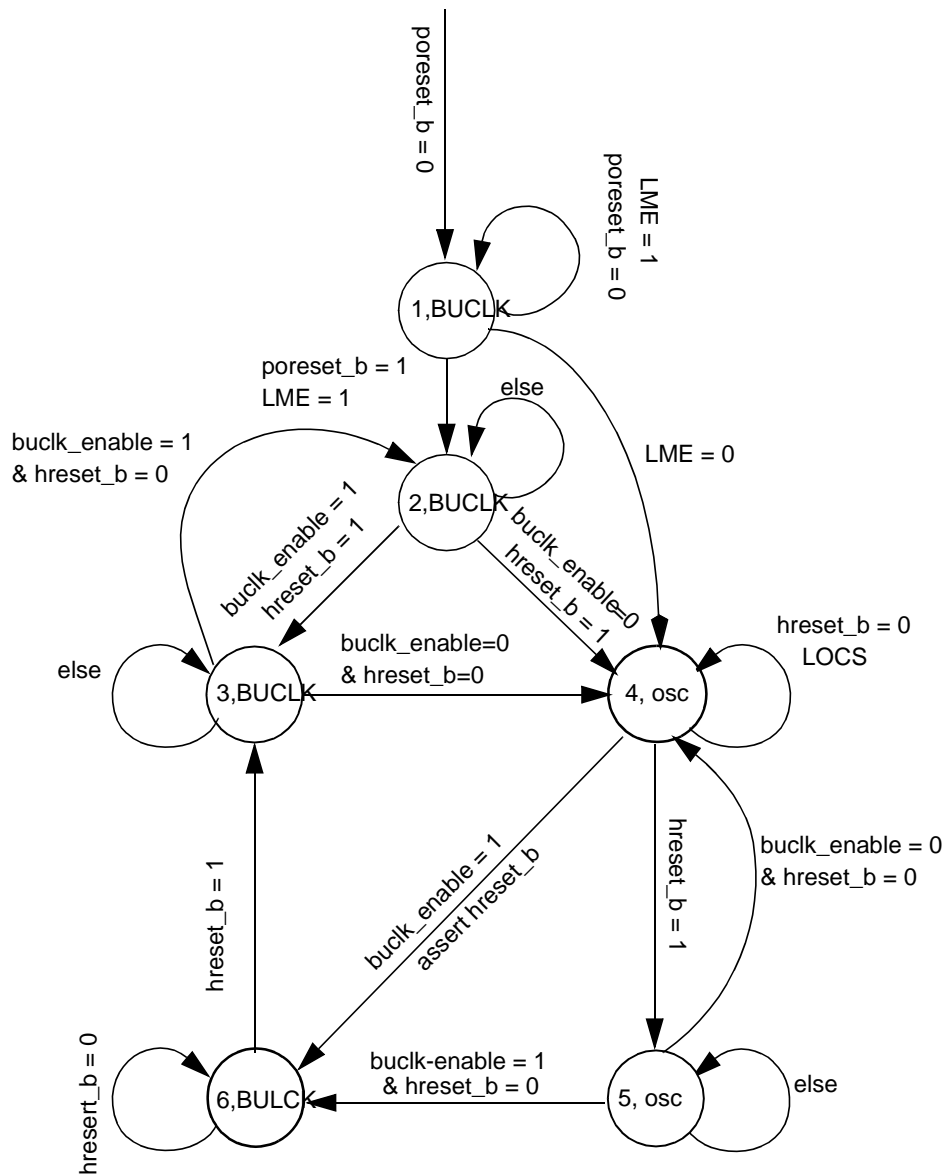 poreset_b = 0
LME = 1
poreset_b = 0
1,BUCLK
poreset_b = 1
LME = 1
else
buclk_enable = 1
& hreset_b = 0
LME = 0
2,BUCLK
buclk_enable = 1
hreset_b = 1
buclk_enable=0
hreset_b = 1
hreset_b = 0
LOCS
buclk_enable=0
& hreset_b=0
else
3,BUCLK
4, osc
buclk_enable = 1
assert hreset_b
hreset_b = 1
buclk_enable = 0
& hreset_b = 0
hreset_b = 1
hresert_b = 0
buclk-enable = 1
& hreset_b = 0
else
6,BULCK
5, osc